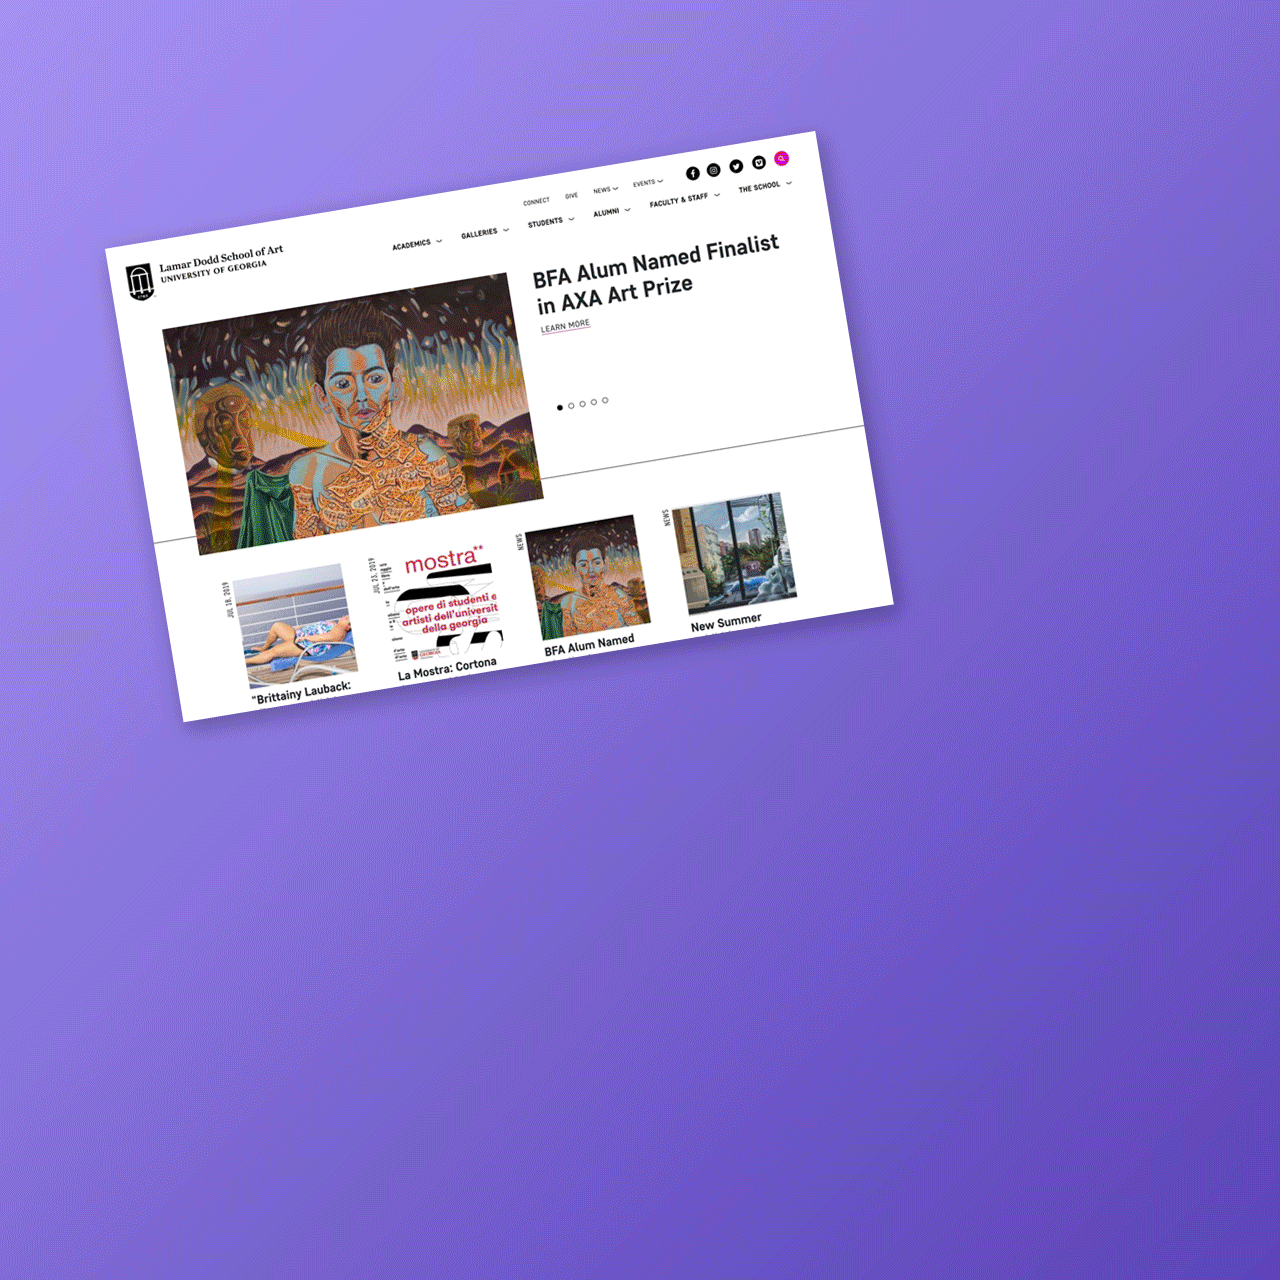 CONNECT GIVE NEWS EVENTS
Lamar Dodd School of Art
UNIVERSITY OF GEORGIA
1785
ACADEMICS GALLERIES STUDENTS ALUMNI FACULTY & STAFF THE SCHOOL
BFA Alum Named Finalist
in AXA Art Prize
LEARN MORE
JUL 18, 2019
"Brittainy Lauback:
JUL 23, 2019
mostra**
opere di studenti e
artisti dell'universit
della georgia
GEORGIA
La Mostra: Cortona
NEWS
BFA Alum Named
NEWS
New Summer